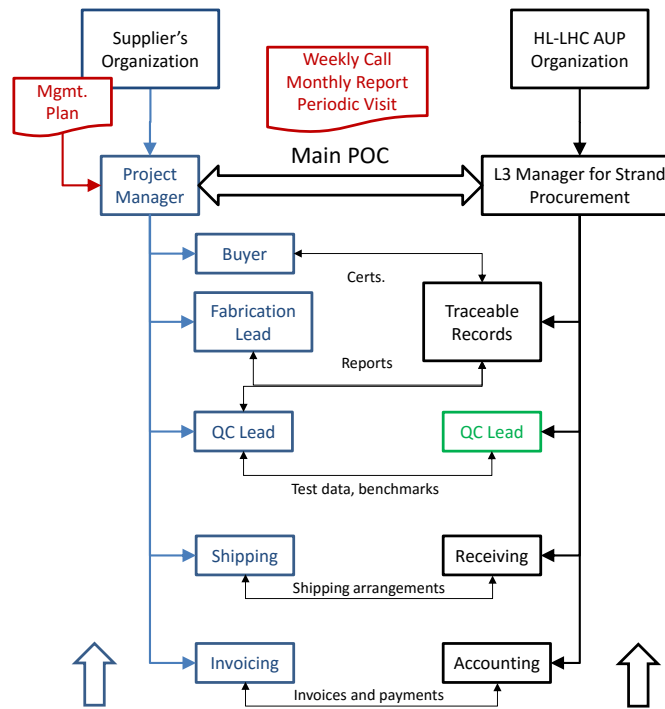 Supplier's
Organization
Weekly Call
Monthly Report
Periodic Visit
HL-LHC AUP
Organization
Mgmt.
Plan
Main POC
Project
Manager
L3 Manager for Strand
Procurement
Buyer
Certs.
Fabrication
Lead
Traceable
Records
Reports
QC Lead
QC Lead
Test data, benchmarks
Shipping
Receiving
Shipping arrangements
Invoicing
Accounting
Invoices and payments